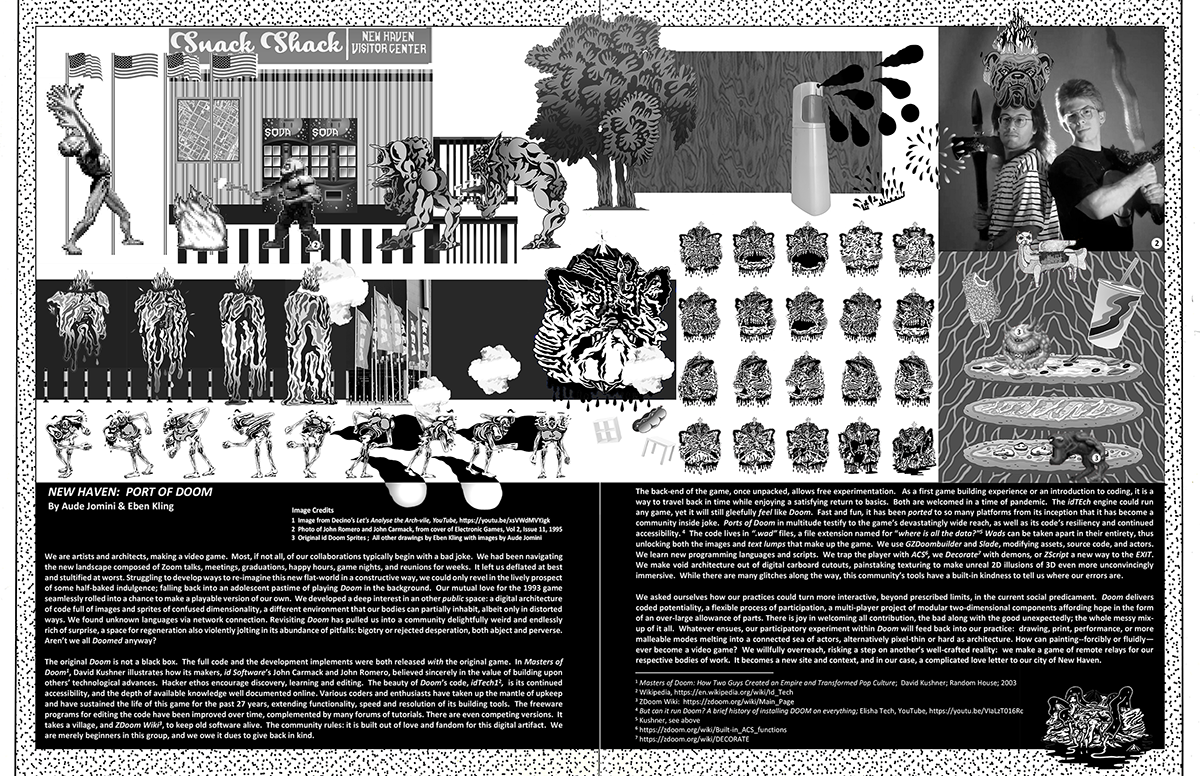 Snack Shack
NEW HAVEN
VISITOR CENTER
SODA
SODA
2
1
3
3
NEW HAVEN:  PORT OF DOOM
By Aude Jomini & Eben Kling
Image Credits
1  Image from Decino's Let's Analyse the Arch-vile, YouTube, https://youtu.be/xsVWdMVYigk
2  Photo of John Romero and John Carmack, from cover of Electronic Games, Vol 2, Issue 11, 1995
3  Original id Doom Sprites ;  All other drawings by Eben Kling with images by Aude Jomini
We are artists and architects, making a video game.  Most, if not all, of our collaborations typically begin with a bad joke.  We had been navigating
the new landscape composed of Zoom talks, meetings, graduations, happy hours, game nights, and reunions for weeks.  It left us deflated at best
and stultified at worst. Struggling to develop ways to re-imagine this new flat-world in a constructive way, we could only revel in the lively prospect
of some half-baked indulgence; falling back into an adolescent pastime of playing Doom in the background.  Our mutual love for the 1993 game
seamlessly rolled into a chance to make a playable version of our own.  We developed a deep interest in an other public space: a digital architecture
of code full of images and sprites of confused dimensionality, a different environment that our bodies can partially inhabit, albeit only in distorted
ways. We found unknown languages via network connection. Revisiting Doom has pulled us into a community delightfully weird and endlessly
rich of surprise, a space for regeneration also violently jolting in its abundance of pitfalls: bigotry or rejected desperation, both abject and perverse.
Aren't we all Doomed anyway?
The original Doom is not a black box.  The full code and the development implements were both released with the original game.  In Masters of
Doom¹, David Kushner illustrates how its makers, iD Software's John Carmack and John Romero, believed sincerely in the value of building upon
others' technological advances.  Hacker ethos encourage discovery, learning and editing.  The beauty of Doom's code, idTech1², is its continued
accessibility, and the depth of available knowledge well documented online. Various coders and enthusiasts have taken up the mantle of upkeep
and have sustained the life of this game for the past 27 years, extending functionality, speed and resolution of its building tools.  The freeware
programs for editing the code have been improved over time, complemented by many forums of tutorials. There are even competing versions.  It
takes a village, and ZDoom Wiki³, to keep old software alive.  The community rules: it is built out of love and fandom for this digital artifact.  We
are merely beginners in this group, and we owe it dues to give back in kind.
The back-end of the game, once unpacked, allows free experimentation.  As a first game building experience or an introduction to coding, it is a
way to travel back in time while enjoying a satisfying return to basics.  Both are welcomed in a time of pandemic.  The idTEch engine could run
any game, yet it will still gleefully feel like Doom.  Fast and fun, it has been ported to so many platforms from its inception that it has become a
community inside joke.  Ports of Doom in multitude testify to the game's devastatingly wide reach, as well as its code's resiliency and continued
accessibility.⁴  The code lives in ".wad" files, a file extension named for "where is all the data?"⁵ Wads can be taken apart in their entirety, thus
unlocking both the images and text lumps that make up the game.  We use GZDoombuilder and Slade, modifying assets, source code, and actors.
We learn new programming languages and scripts.  We trap the player with ACS⁶, we Decorate⁷ with demons, or ZScript a new way to the EXIT.
We make void architecture out of digital carboard cutouts, painstaking texturing to make unreal 2D illusions of 3D even more unconvincingly
immersive.  While there are many glitches along the way, this community's tools have a built-in kindness to tell us where our errors are.
We asked ourselves how our practices could turn more interactive, beyond prescribed limits, in the current social predicament.  Doom delivers
coded potentiality, a flexible process of participation, a multi-player project of modular two-dimensional components affording hope in the form
of an over-large allowance of parts. There is joy in welcoming all contribution, the bad along with the good unexpectedly; the whole messy mix-
up of it all.  Whatever ensues, our participatory experiment within Doom will feed back into our practice:  drawing, print, performance, or more
malleable modes melting into a connected sea of actors, alternatively pixel-thin or hard as architecture. How can painting--forcibly or fluidly—
ever become a video game?  We willfully overreach, risking a step on another's well-crafted reality:  we make a game of remote relays for our
respective bodies of work.  It becomes a new site and context, and in our case, a complicated love letter to our city of New Haven.
¹ Masters of Doom: How Two Guys Created an Empire and Transformed Pop Culture;  David Kushner; Random House; 2003
² Wikipedia, https://en.wikipedia.org/wiki/Id_Tech
³ ZDoom Wiki:  https://zdoom.org/wiki/Main_Page
⁴ But can it run Doom? A brief history of installing DOOM on everything; Elisha Tech, YouTube, https://youtu.be/VIaLzT016Rc
⁵ Kushner, see above
⁶ https://zdoom.org/wiki/Built-in_ACS_functions
⁷ https://zdoom.org/wiki/DECORATE